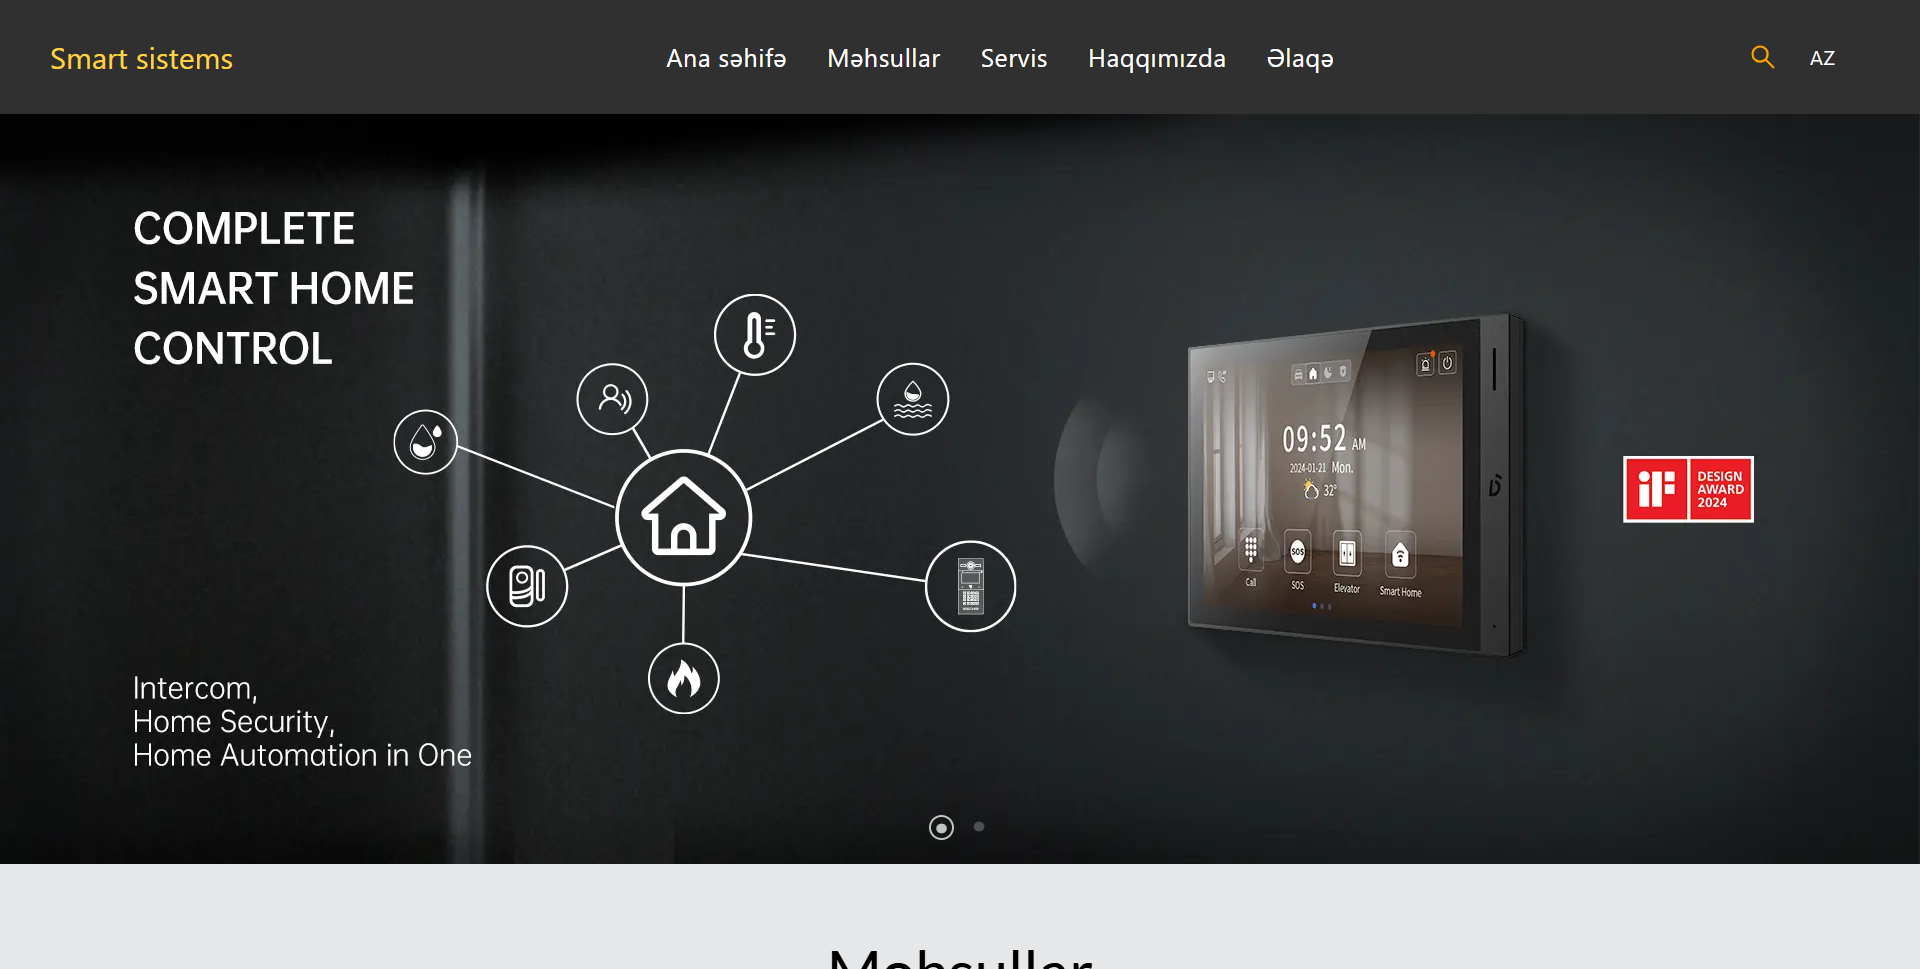 Smart sistems
Ana səhifə
Məhsullar
Servis
Haqqımızda
Əlaqə
AZ
COMPLETE
SMART HOME
CONTROL
Intercom,
Home Security,
Home Automation in One
09:52 AM
2024-01-21 Mon.
32°
SOS
Call
SOS
Elevator
Smart Home
iF
DESIGN
AWARD
2024
Məhsullar